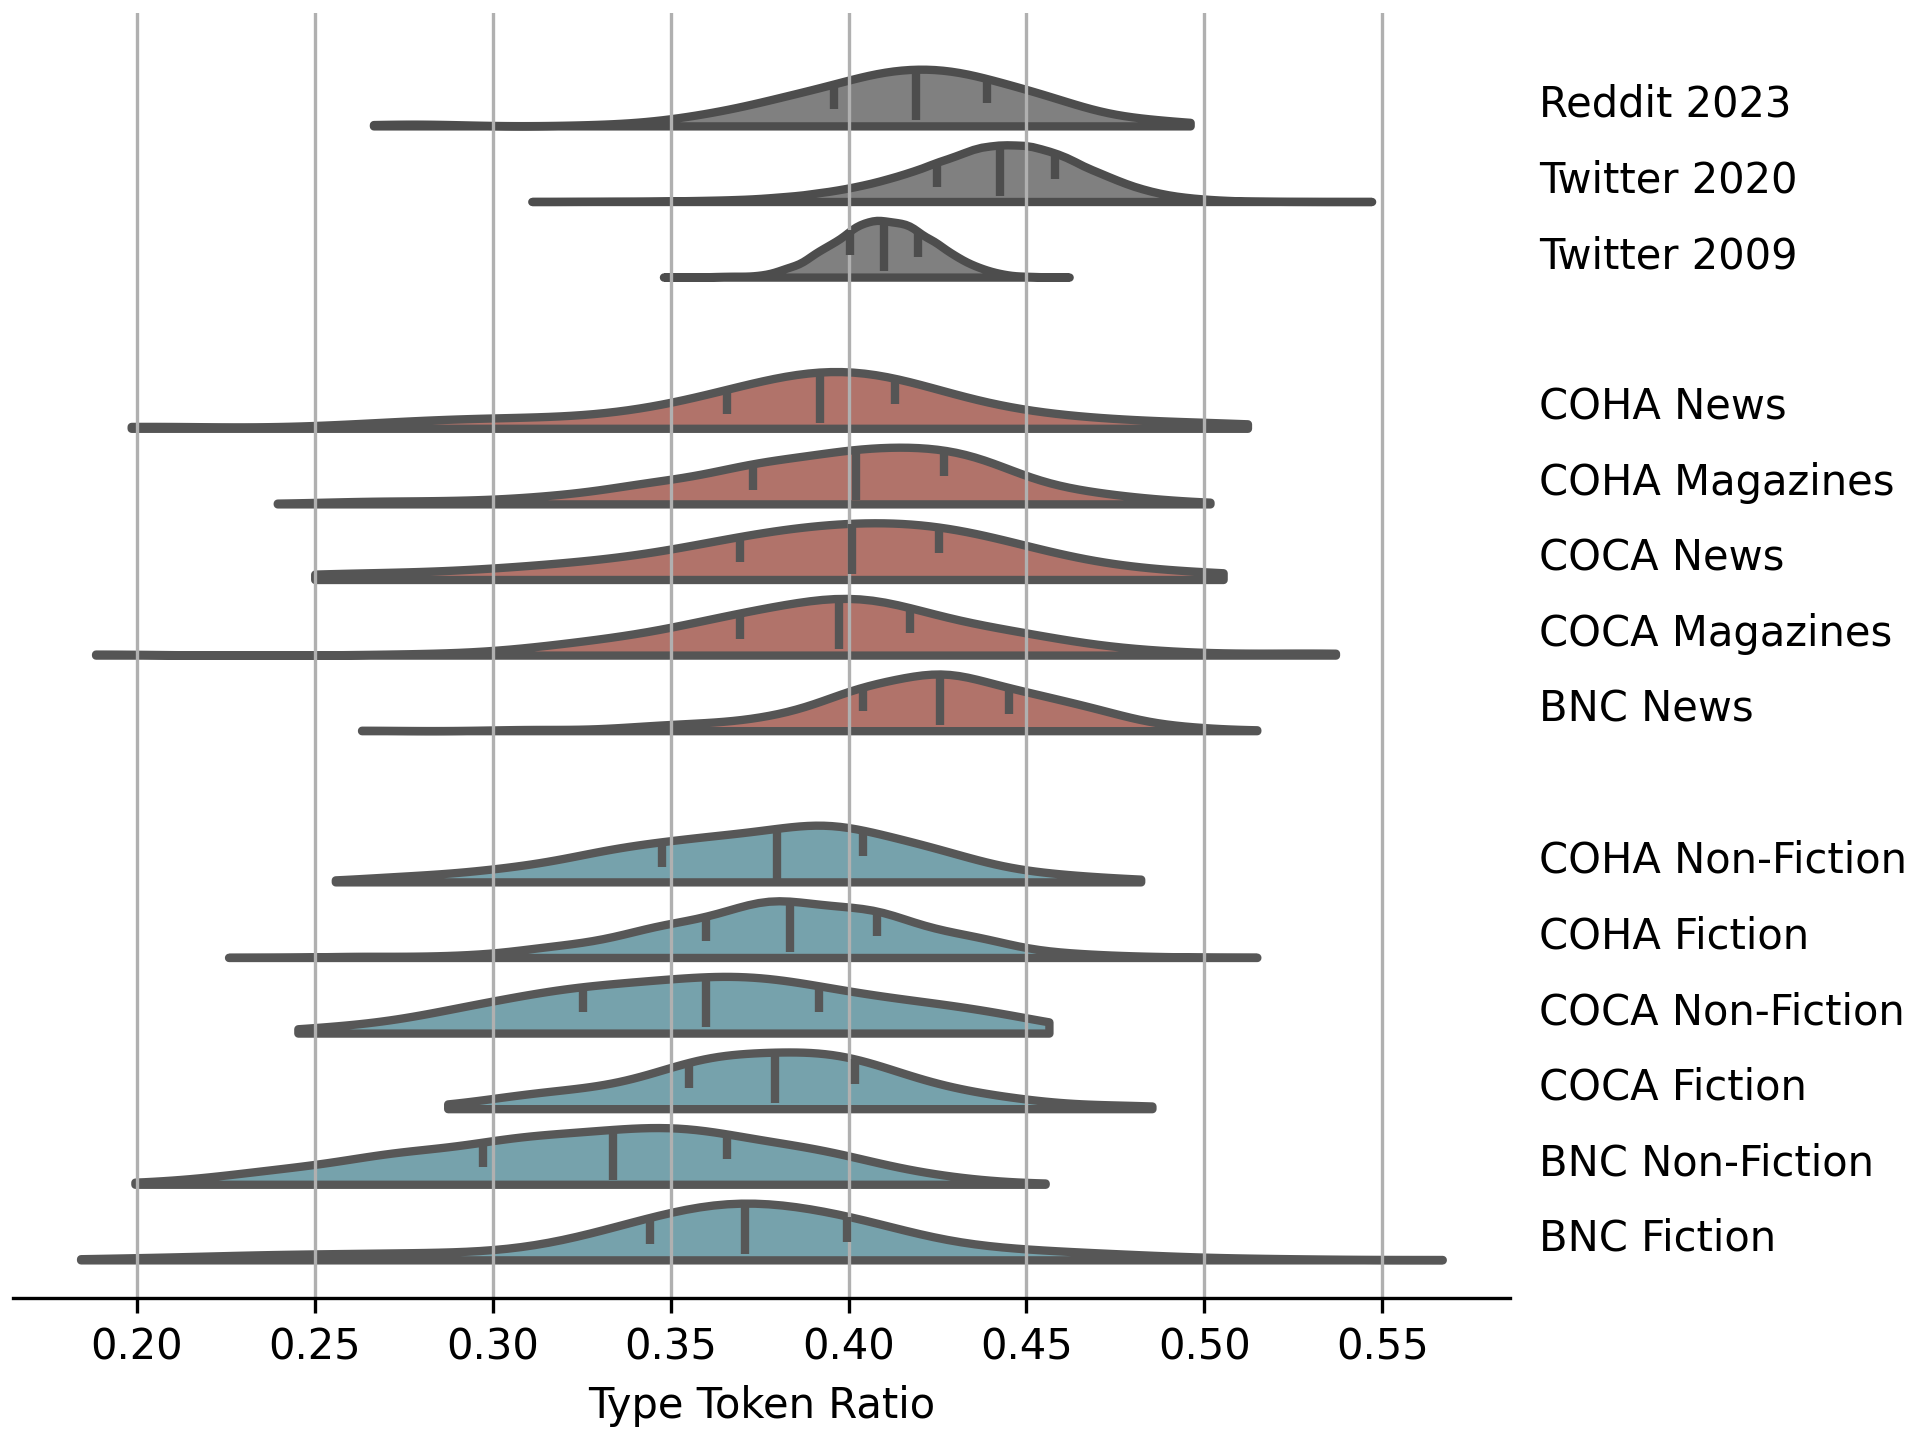 Reddit 2023
Twitter 2020
Twitter 2009
COHA News
COHA Magazines
COCA News
COCA Magazines
BNC News
COHA Non-Fiction
COHA Fiction
COCA Non-Fiction
COCA Fiction
BNC Non-Fiction
BNC Fiction
0.20 0.25 0.30 0.35 0.40 0.45 0.50 0.55
Type Token Ratio